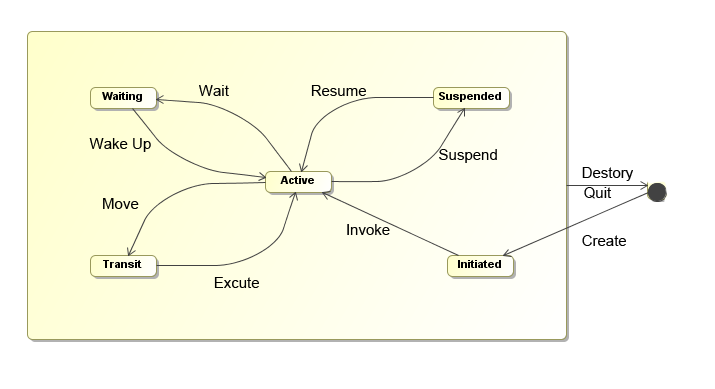 Waiting
Wait
Resume
Suspended
Wake Up
Suspend
Active
Destory
Quit
Move
Invoke
Create
Transit
Initiated
Excute